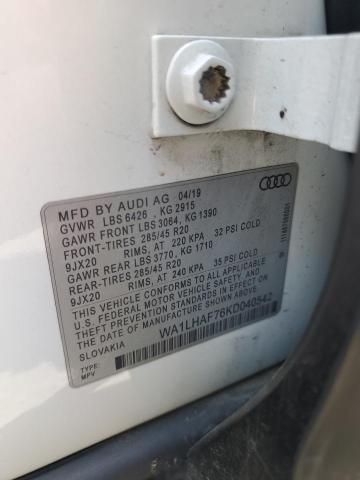 MFD BY AUDI AG 04/19
GVWR LBS 6426 , KG 2915
GAWR FRONT LBS 3064, KG 1390
FRONT-TIRES 285/45 R20
9JX20 RIMS, AT 220 KPA 32 PSI COLD
GAWR REAR LBS 3770, KG 1710
REAR-TIRES 285/45 R20
9JX20 RIMS, AT 240 KPA 35 PSI COLD
THIS VEHICLE CONFORMS TO ALL APPLICABLE
U.S. FEDERAL MOTOR VEHICLE SAFETY AND
THEFT PREVENTION STANDARDS IN EFFECT ON
THE DATE OF MANUFACTURE SHOWN ABOVE.
SLOVAKIA WA1LHAF76KD040542